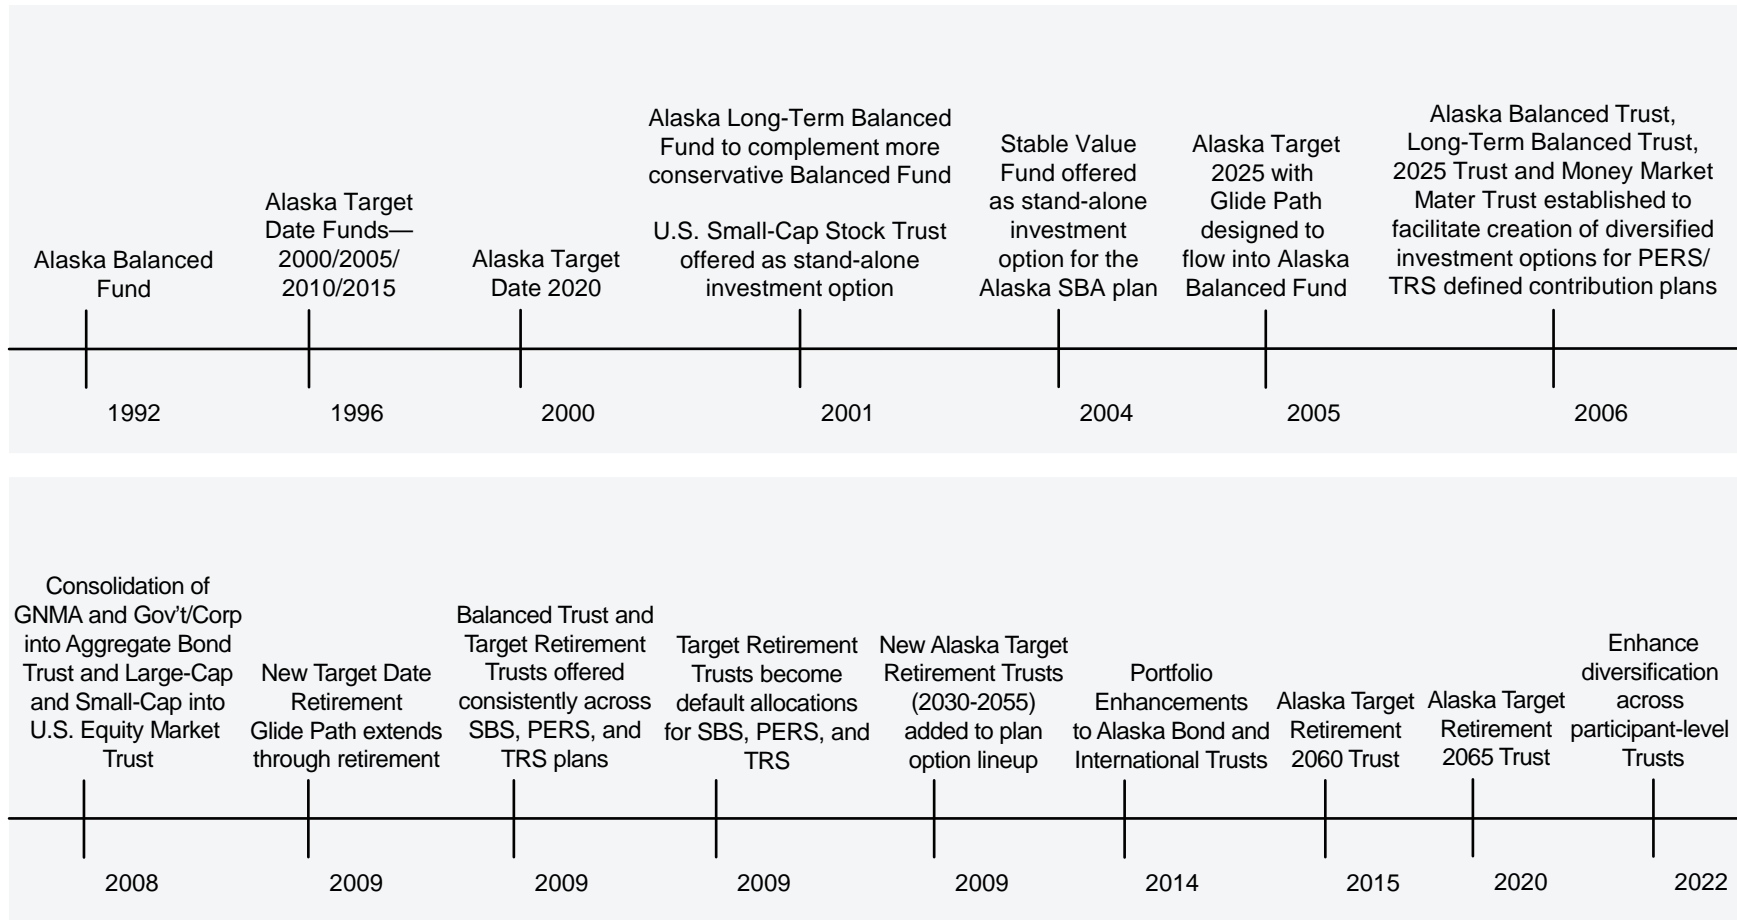 Alaska Balanced
Fund
Alaska Target
Date Funds—
2000/2005/
2010/2015
Alaska Target
Date 2020
Alaska Long-Term Balanced
Fund to complement more
conservative Balanced Fund
U.S. Small-Cap Stock Trust
offered as stand-alone
investment option
Stable Value
Fund offered
as stand-alone
investment
option for the
Alaska SBA plan
Alaska Target
2025 with
Glide Path
designed to
flow into Alaska
Balanced Fund
Alaska Balanced Trust,
Long-Term Balanced Trust,
2025 Trust and Money Market
Mater Trust established to
facilitate creation of diversified
investment options for PERS/
TRS defined contribution plans
1992
1996
2000
2001
2004
2005
2006
Consolidation of
GNMA and Gov't/Corp
into Aggregate Bond
Trust and Large-Cap
and Small-Cap into
U.S. Equity Market
Trust
New Target Date
Retirement
Glide Path extends
through retirement
Balanced Trust and
Target Retirement
Trusts offered
consistently across
SBS, PERS, and
TRS plans
Target Retirement
Trusts become
default allocations
for SBS, PERS, and
TRS
New Alaska Target
Retirement Trusts
(2030-2055)
added to plan
option lineup
Portfolio
Enhancements
to Alaska Bond and
International Trusts
Alaska Target
Retirement
2060 Trust
Alaska Target
Retirement
2065 Trust
Enhance
diversification
across
participant-level
Trusts
2008
2009
2009
2009
2009
2014
2015
2020
2022